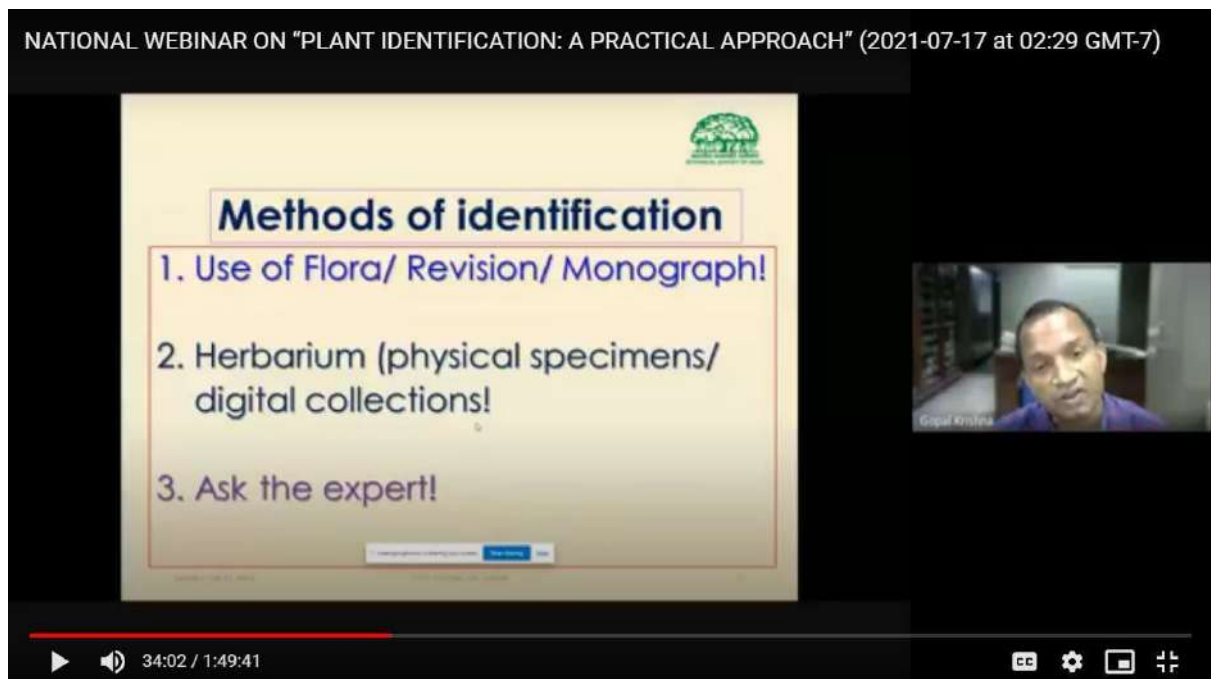 NATIONAL WEBINAR ON “PLANT IDENTIFICATION: A PRACTICAL APPROACH” (2021-07-17 at 02:29 GMT-7)
Methods of identification
1. Use of Flora/ Revision/ Monograph!
2. Herbarium (physical specimens/
digital collections!
3. Ask the expert!
Gopal Krishna
34:02 / 1:49:41
CC